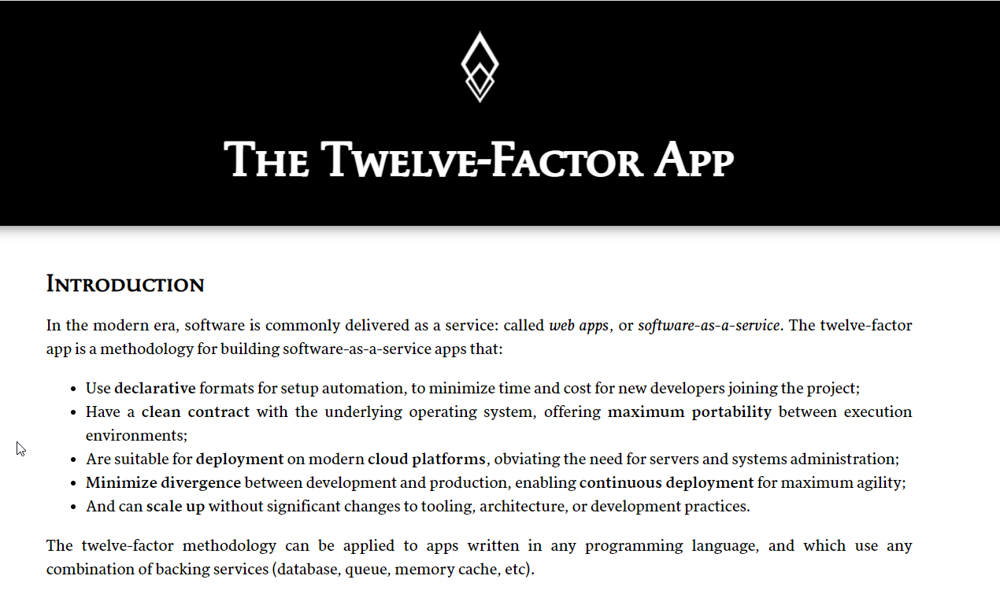 The Twelve-Factor App
Introduction
In the modern era, software is commonly delivered as a service: called web apps, or software-as-a-service. The twelve-factor
app is a methodology for building software-as-a-service apps that:
• Use declarative formats for setup automation, to minimize time and cost for new developers joining the project;
• Have a clean contract with the underlying operating system, offering maximum portability between execution
environments;
• Are suitable for deployment on modern cloud platforms, obviating the need for servers and systems administration;
• Minimize divergence between development and production, enabling continuous deployment for maximum agility;
• And can scale up without significant changes to tooling, architecture, or development practices.
The twelve-factor methodology can be applied to apps written in any programming language, and which use any
combination of backing services (database, queue, memory cache, etc).